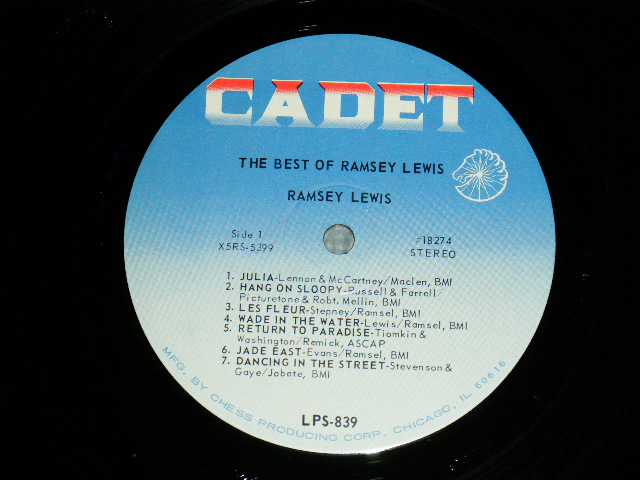 CADET
THE BEST OF RAMSEY LEWIS
RAMSEY LEWIS
Side 1
X5RS-5399
#18274
STEREO
1. JULIA-Lennon & McCartney/Maclen, BMI
2. HANG ON SLOOPY-Russell & Farrell/
Picturetone & Robt. Mellin, BMI
3. LES FLEUR-Stepney/Ramsel, BMI
4. WADE IN THE WATER-Lewis/Ramsel, BMI
5. RETURN TO PARADISE-Tiomkin &
Washington/Remick, ASCAP
6. JADE EAST-Evans/Ramsel, BMI
7. DANCING IN THE STREET-Stevenson &
Gaye/Jobete, BMI
LPS-839
MFG. BY CHESS PRODUCING CORP. CHICAGO, IL 60616